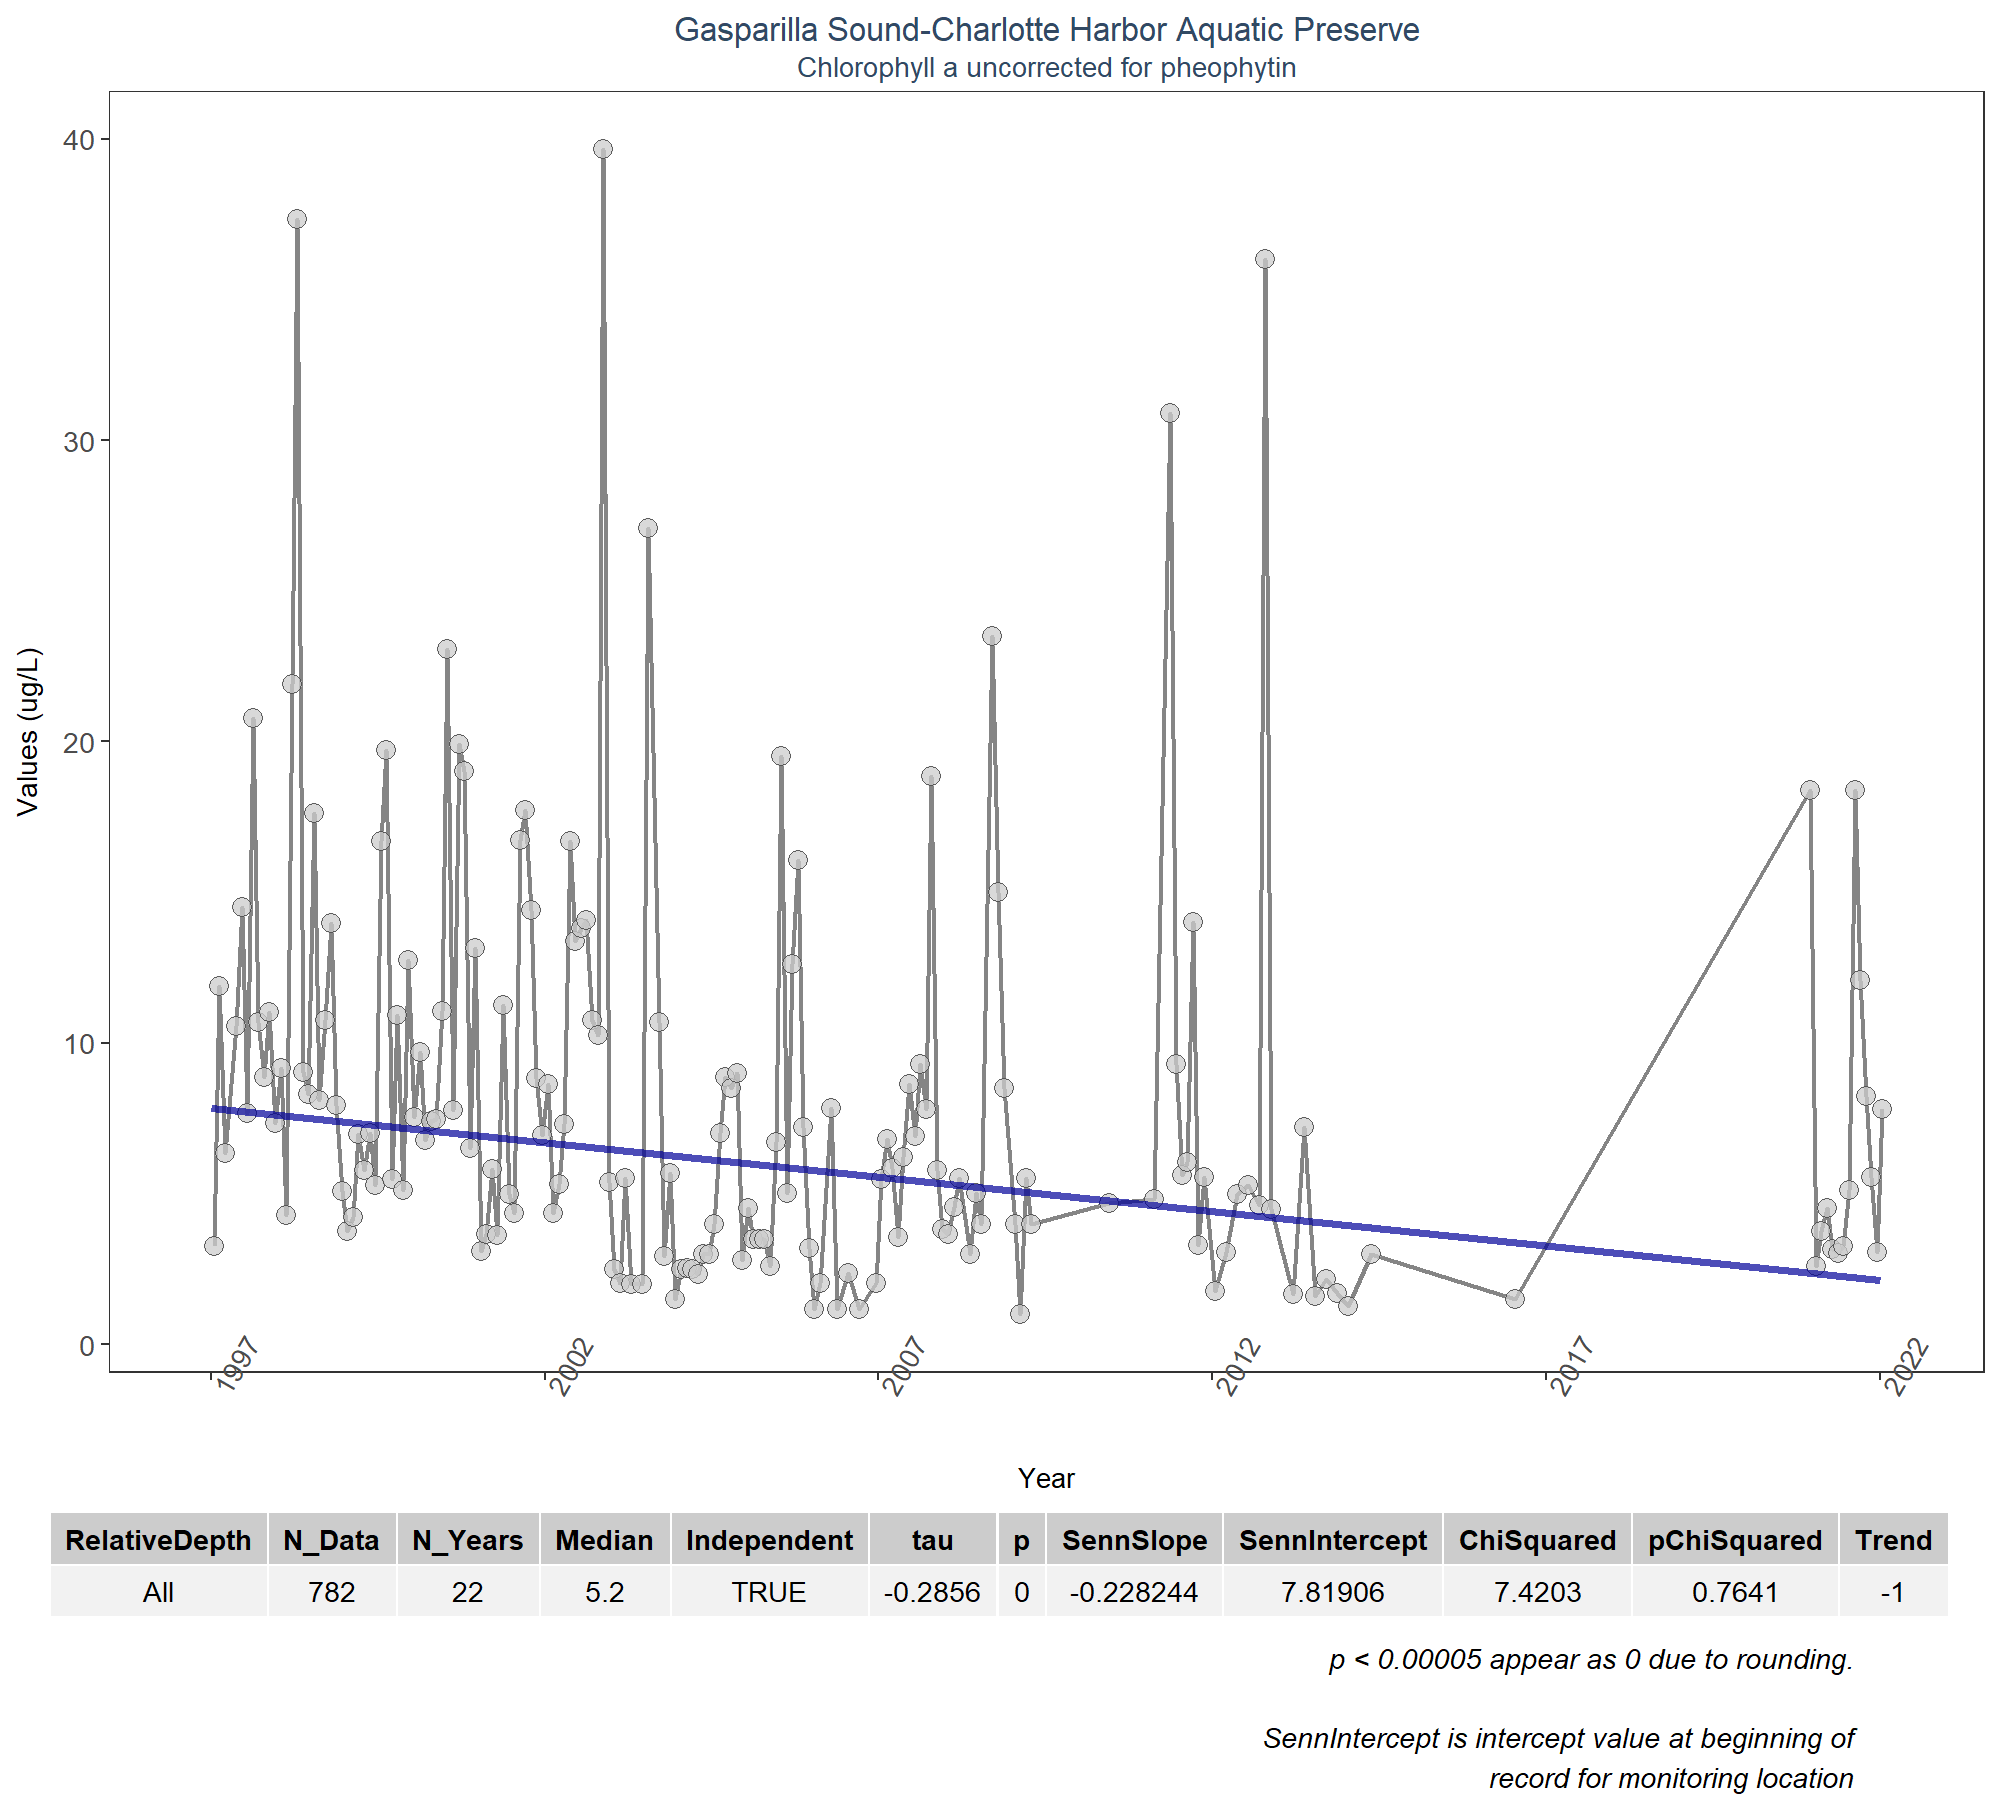 Gasparilla Sound-Charlotte Harbor Aquatic Preserve
Chlorophyll a uncorrected for pheophytin
Values (ug/L)
40
30
20
10
0
1997 2002 2007 2012 2017 2022
Year
RelativeDepth N_Data N_Years Median Independent tau p SennSlope SennIntercept ChiSquared pChiSquared Trend
All 782 22 5.2 TRUE -0.2856 0 -0.228244 7.81906 7.4203 0.7641 -1
p < 0.00005 appear as 0 due to rounding.
SennIntercept is intercept value at beginning of
record for monitoring location